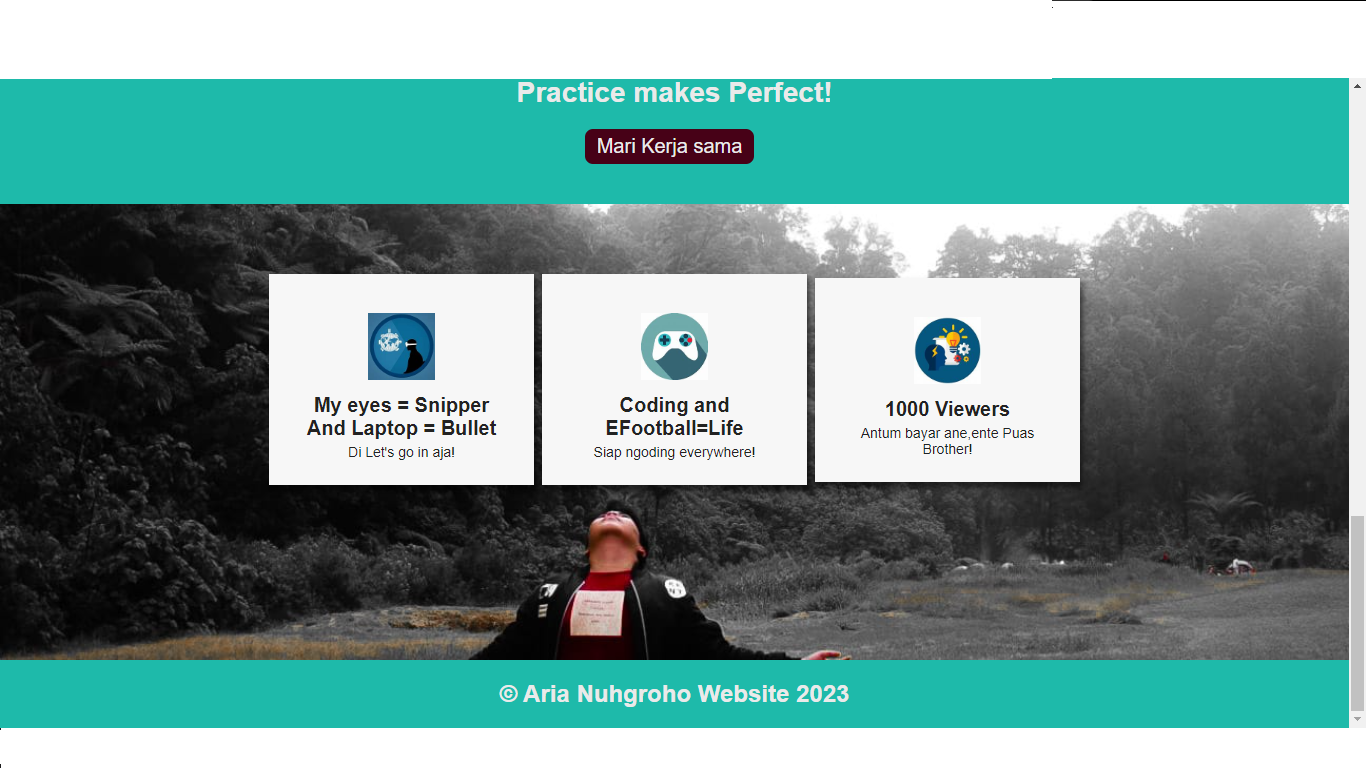 Practice makes Perfect!
Mari Kerja sama
My eyes = Snipper
And Laptop = Bullet
Di Let's go in aja!
Coding and
EFootball=Life
Siap ngoding everywhere!
1000 Viewers
Antum bayar ane,ente Puas
Brother!
© Aria Nuhgroho Website 2023